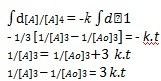 ∫d[A]/[A]4 = -k ∫d1
- 1/3 [1/[A]3 – 1/[Ao]3] = - k.t
1/[A]3 = 1/[Ao]3+3 k.t
1/[A]3 – 1/[Ao]3 = 3 k.t